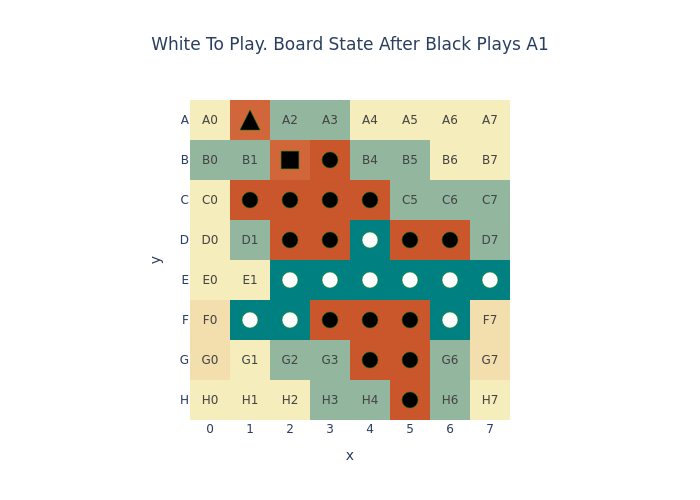 White To Play. Board State After Black Plays A1
A A0 A2 A3 A4 A5 A6 A7
B B0 B1 B4 B5 B6 B7
C C0 C5 C6 C7
D D0 D1 D7
E E0 E1
F F0 F7
G G0 G1 G2 G3 G6 G7
H H0 H1 H2 H3 H4 H6 H7
0 1 2 3 4 5 6 7
x
y